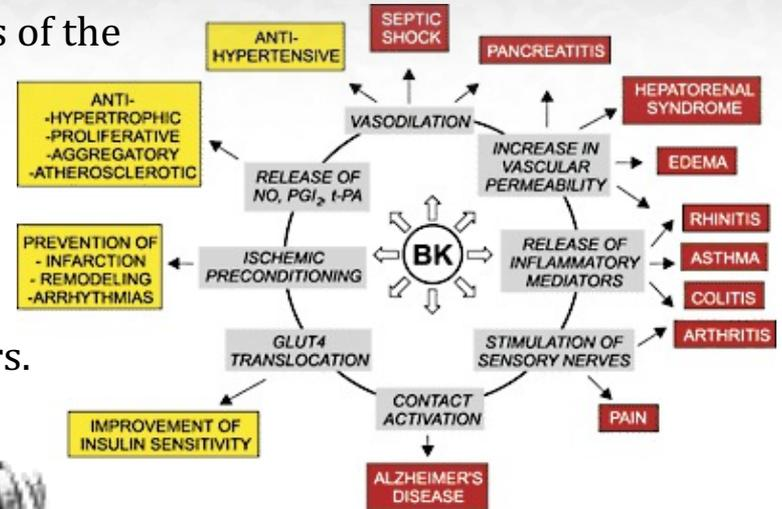 s of the
rs.
ANTI-
HYPERTENSIVE
SEPTIC
SHOCK
PANCREATITIS
HEPATORENAL
SYNDROME
ANTI-
-HYPERTROPHIC
-PROLIFERATIVE
-AGGREGATORY
-ATHEROSCLEROTIC
VASODILATION
INCREASE IN
VASCULAR
PERMEABILITY
EDEMA
RELEASE OF
NO, PGI₂, t-PA
RHINITIS
PREVENTION OF
- INFARCTION
- REMODELING
-ARRHYTHMIAS
ISCHEMIC
PRECONDITIONING
BK
RELEASE OF
INFLAMMATORY
MEDIATORS
ASTHMA
COLITIS
GLUT4
TRANSLOCATION
STIMULATION OF
SENSORY NERVES
ARTHRITIS
CONTACT
ACTIVATION
PAIN
IMPROVEMENT OF
INSULIN SENSITIVITY
ALZHEIMER'S
DISEASE